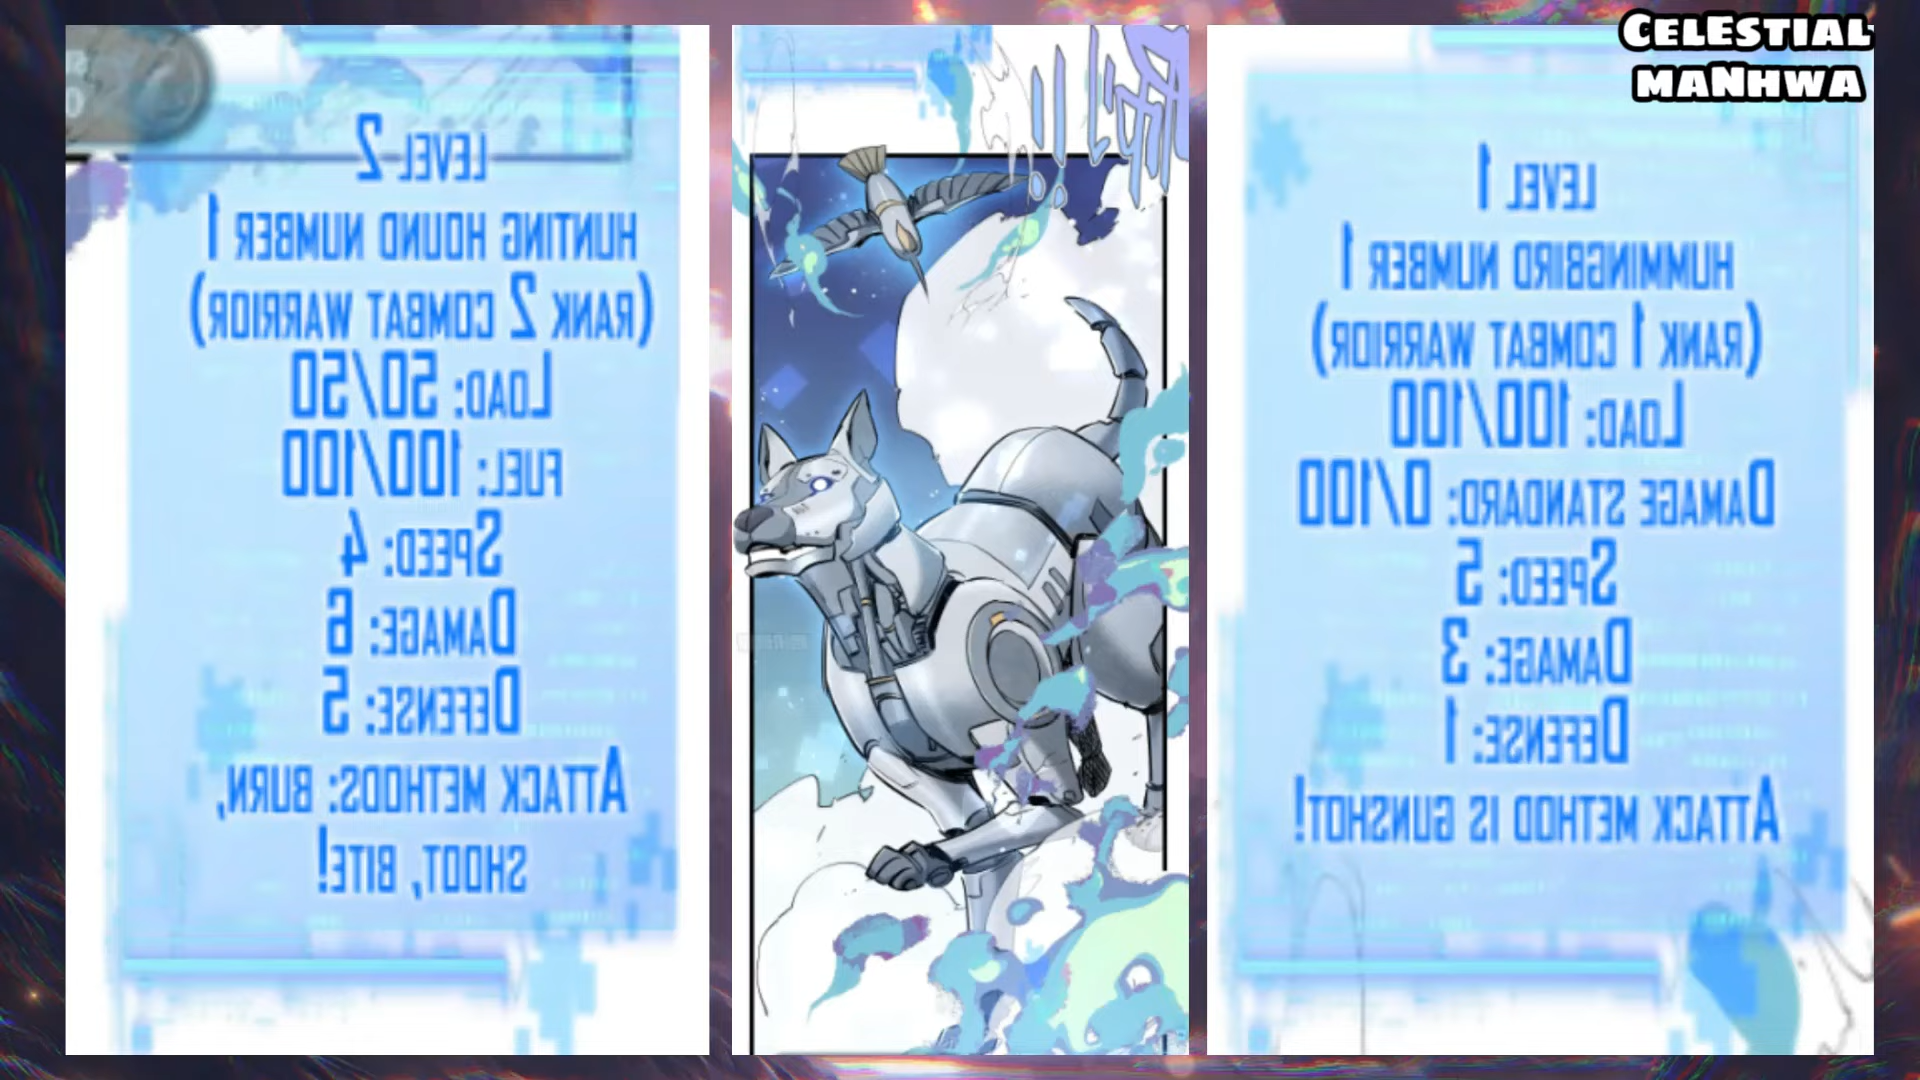 CELESTIAL
MANHWA
LEVEL 2
HUNTING HOUND NUMBER 1
(RANK 2 COMBAT WARRIOR)
LOAD: 50/50
FUEL: 100/100
SPEED: 4
DAMAGE: 6
DEFENSE: 5
ATTACK METHODS: BURN,
SHOOT, BITE!
LEVEL 1
HUMMINGBIRD NUMBER 1
(RANK 1 COMBAT WARRIOR)
LOAD: 100/100
DAMAGE STANDARD: 0/100
SPEED: 5
DAMAGE: 3
DEFENSE: 1
ATTACK METHOD IS GUNSHOT!